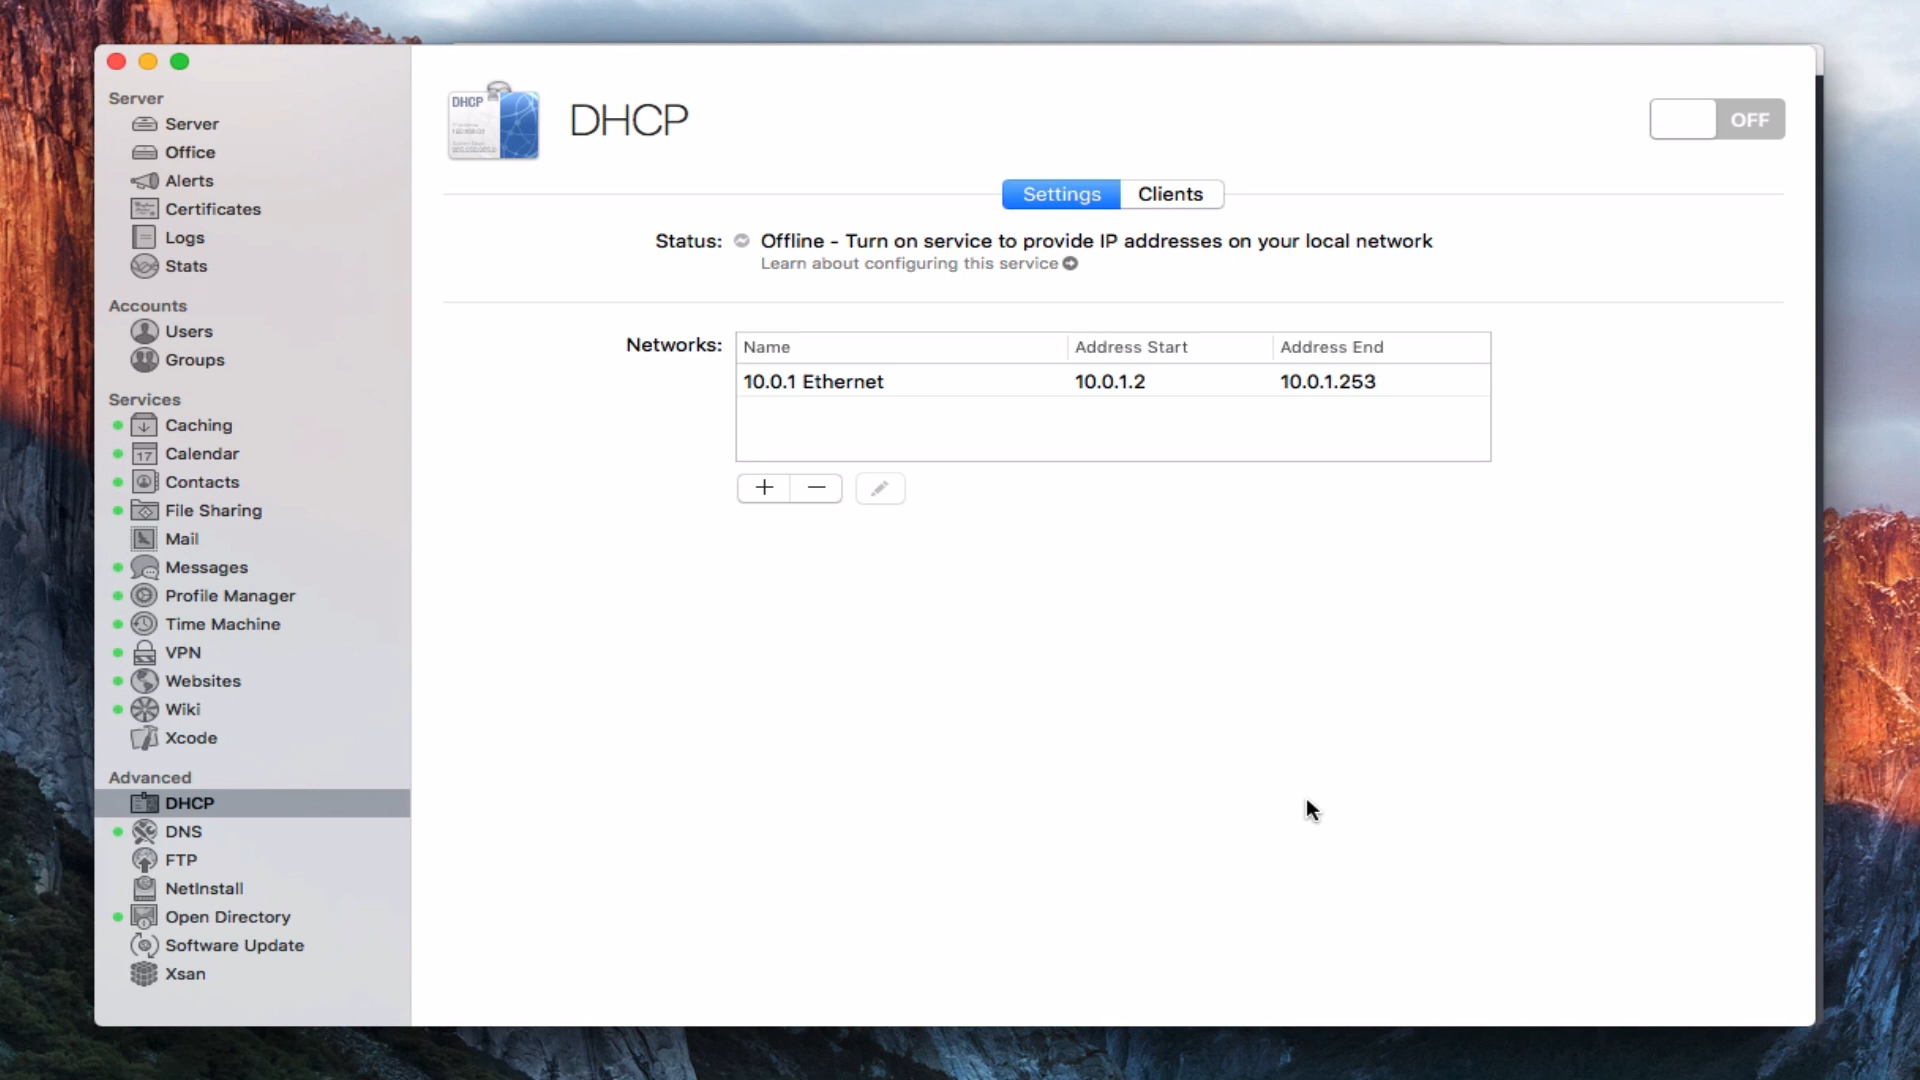 Server
Server
Office
Alerts
Certificates
Logs
Stats
Accounts
Users
Groups
Services
Caching
17
Calendar
Contacts
File Sharing
Mail
Messages
Profile Manager
Time Machine
VPN
Websites
Wiki
Xcode
Advanced
DHCP
DNS
FTP
NetInstall
Open Directory
Software Update
Xsan
DHCP
DHCP
OFF
Settings Clients
Status: Offline - Turn on service to provide IP addresses on your local network
Learn about configuring this service
Networks:
Name Address Start Address End
10.0.1 Ethernet 10.0.1.2 10.0.1.253